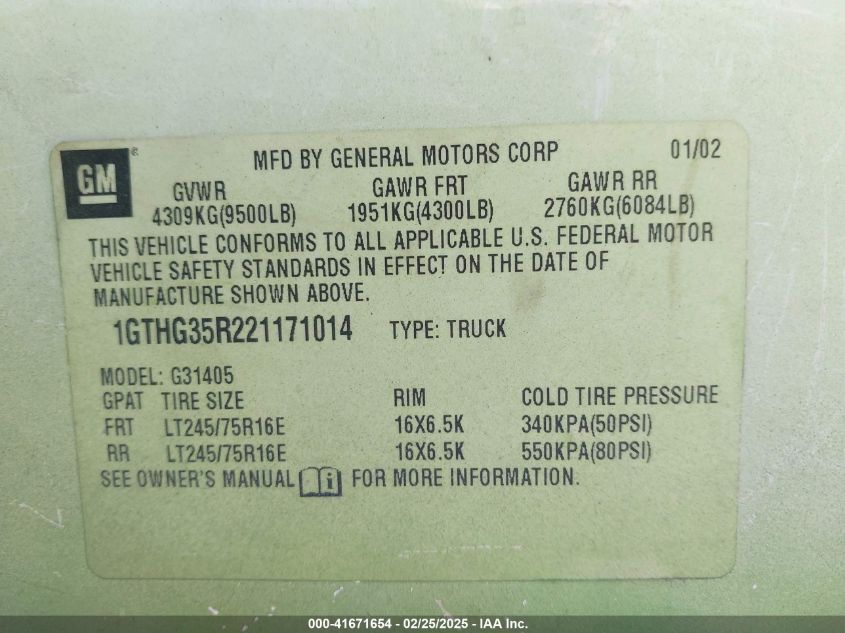 GM ®
MFD BY GENERAL MOTORS CORP 01/02
GVWR GAWR FRT GAWR RR
4309KG(9500LB) 1951KG(4300LB) 2760KG(6084LB)
THIS VEHICLE CONFORMS TO ALL APPLICABLE U.S. FEDERAL MOTOR
VEHICLE SAFETY STANDARDS IN EFFECT ON THE DATE OF
MANUFACTURE SHOWN ABOVE.
1GTHG35R221171014 TYPE: TRUCK
MODEL: G31405
GPAT TIRE SIZE RIM COLD TIRE PRESSURE
FRT LT245/75R16E 16X6.5K 340KPA(50PSI)
RR LT245/75R16E 16X6.5K 550KPA(80PSI)
SEE OWNER'S MANUAL i FOR MORE INFORMATION.
000-41671654 - 02/25/2025 - IAA Inc.